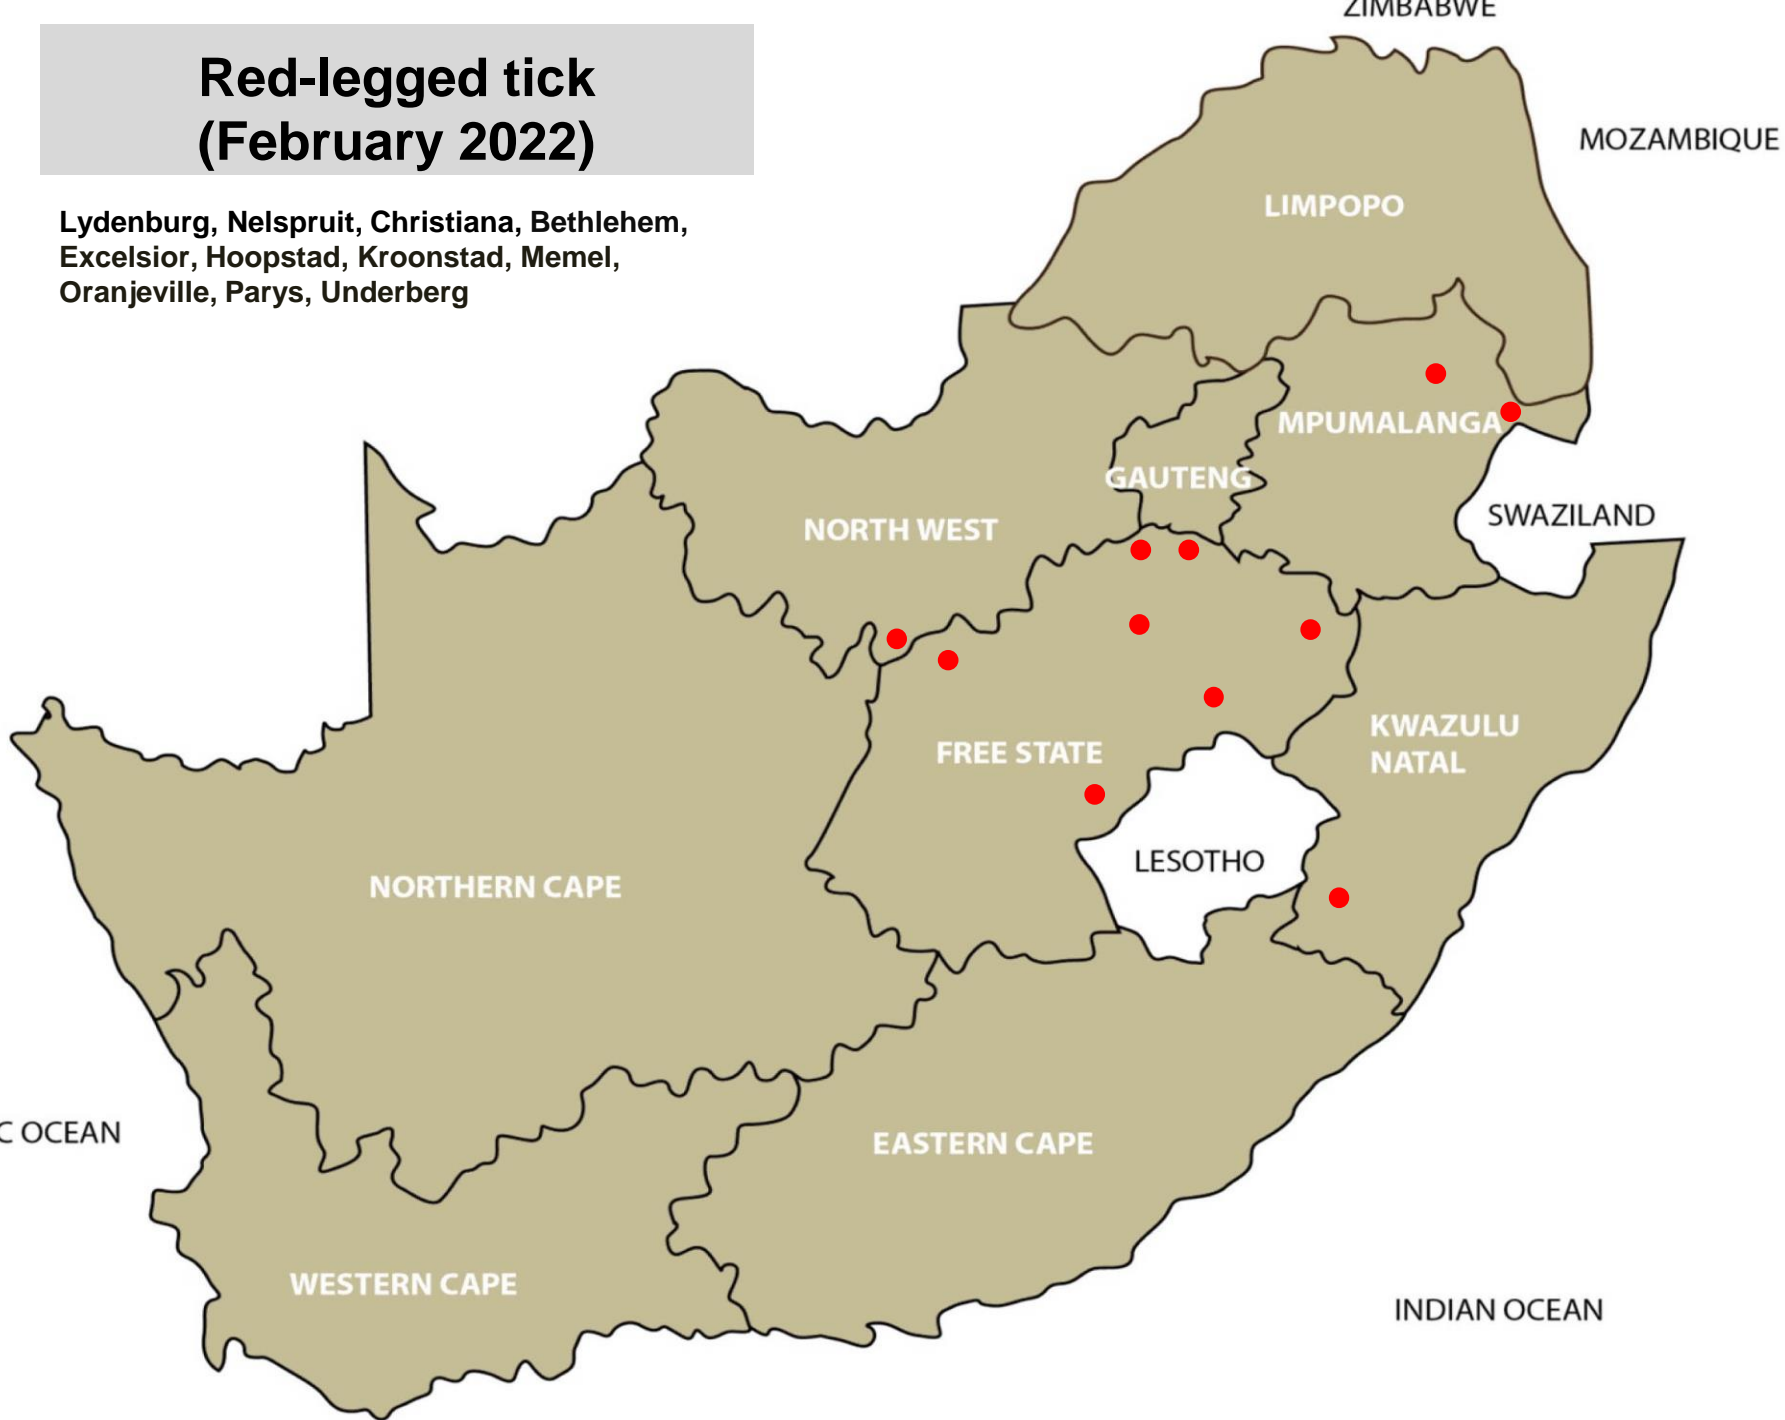 ZIMBABWE
Red-legged tick
(February 2022)
MOZAMBIQUE
Lydenburg, Nelspruit, Christiana, Bethlehem,
Excelsior, Hoopstad, Kroonstad, Memel,
Oranjeville, Parys, Underberg
LIMPOPO
MPUMALANGA
GAUTENG
SWAZILAND
NORTH WEST
KWAZULU
NATAL
FREE STATE
LESOTHO
NORTHERN CAPE
C OCEAN
EASTERN CAPE
WESTERN CAPE
INDIAN OCEAN